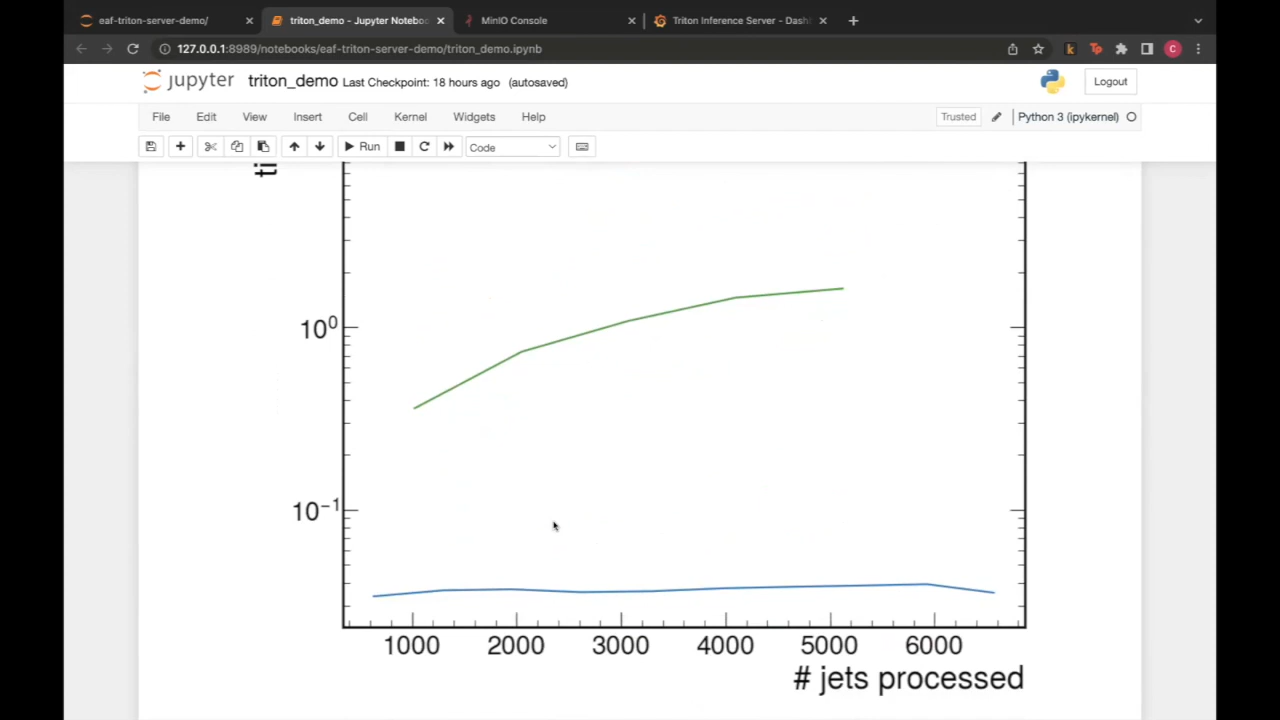 eaf-triton-server-demo/
triton_demo - Jupyter Noteboo
MinIO Console
Triton Inference Server - Dash
127.0.0.1:8989/notebooks/eaf-triton-server-demo/triton_demo.ipynb
k
Tp
C
jupyter triton_demo Last Checkpoint: 18 hours ago (autosaved)
Logout
File Edit View Insert Cell Kernel Widgets Help
Trusted
Python 3 (ipykernel)
Run
Code
ti
10⁰
10⁻¹
1000 2000 3000 4000 5000 6000
# jets processed